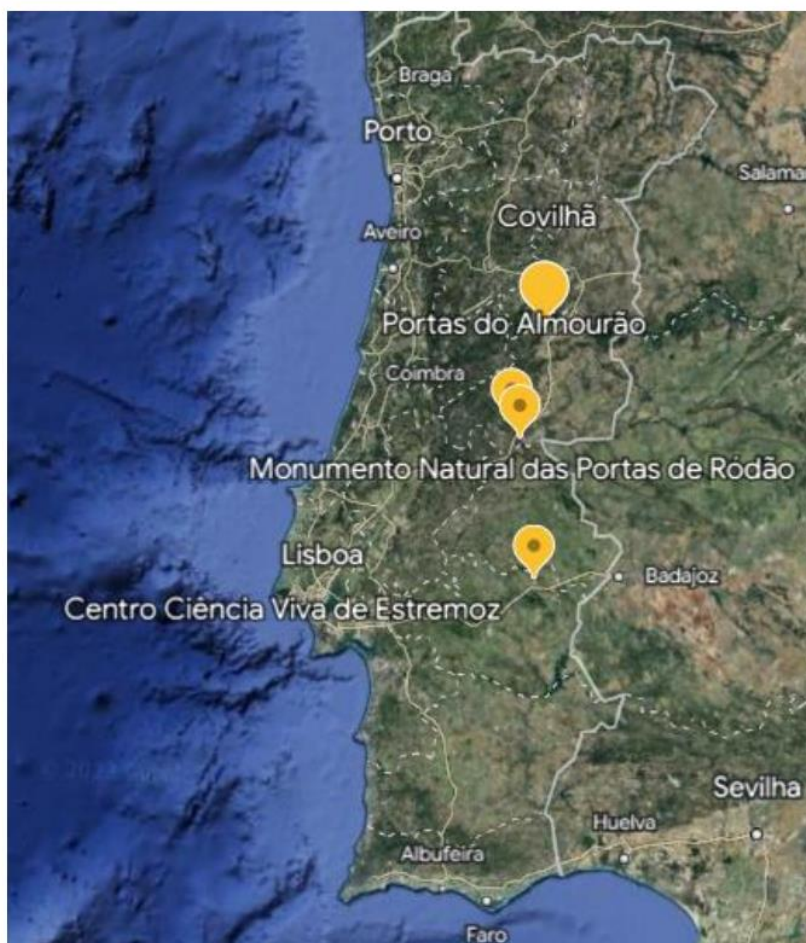 Braga
Porto
Salamar
Covilhã
Aveiro
Portas do Almourão
Coimbra
Monumento Natural das Portas de Ródão
Lisboa
Badajoz
Centro Ciência Viva de Estremoz
Sevilha
Huelva
Albufeira
Faro